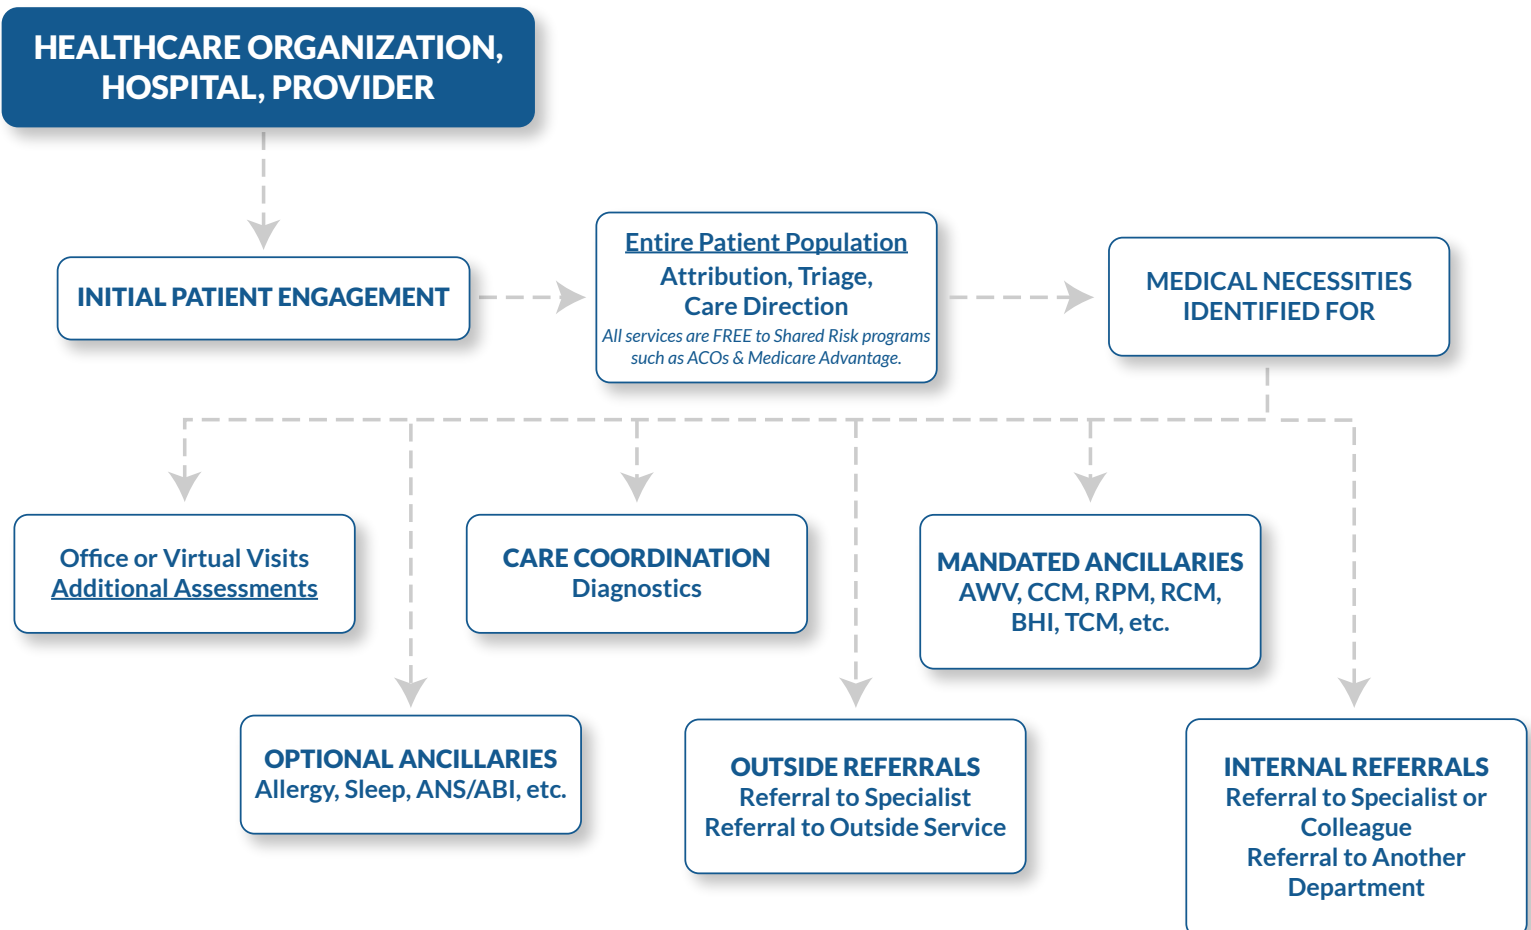 HEALTHCARE ORGANIZATION,
HOSPITAL, PROVIDER
INITIAL PATIENT ENGAGEMENT
Entire Patient Population
Attribution, Triage,
Care Direction
All services are FREE to Shared Risk programs
such as ACOs & Medicare Advantage.
MEDICAL NECESSITIES
IDENTIFIED FOR
Office or Virtual Visits
Additional Assessments
CARE COORDINATION
Diagnostics
MANDATED ANCILLARIES
AWV, CCM, RPM, RCM,
BHI, TCM, etc.
OPTIONAL ANCILLARIES
Allergy, Sleep, ANS/ABI, etc.
OUTSIDE REFERRALS
Referral to Specialist
Referral to Outside Service
INTERNAL REFERRALS
Referral to Specialist or
Colleague
Referral to Another
Department